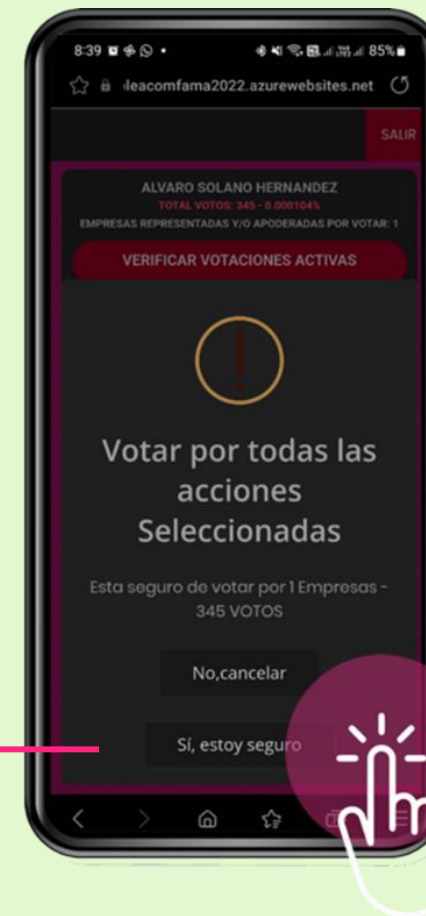 8:39
85%
leacomfama2022.azurewebsites.net
SALIR
ALVARO SOLANO HERNANDEZ
TOTAL VOTOS: 345 - 0.000104%
EMPRESAS REPRESENTADAS Y/O APODERADAS POR VOTAR: 1
VERIFICAR VOTACIONES ACTIVAS
!
Votar por todas las
acciones
Seleccionadas
Esta seguro de votar por 1 Empresas -
345 VOTOS
No,cancelar
Sí, estoy seguro